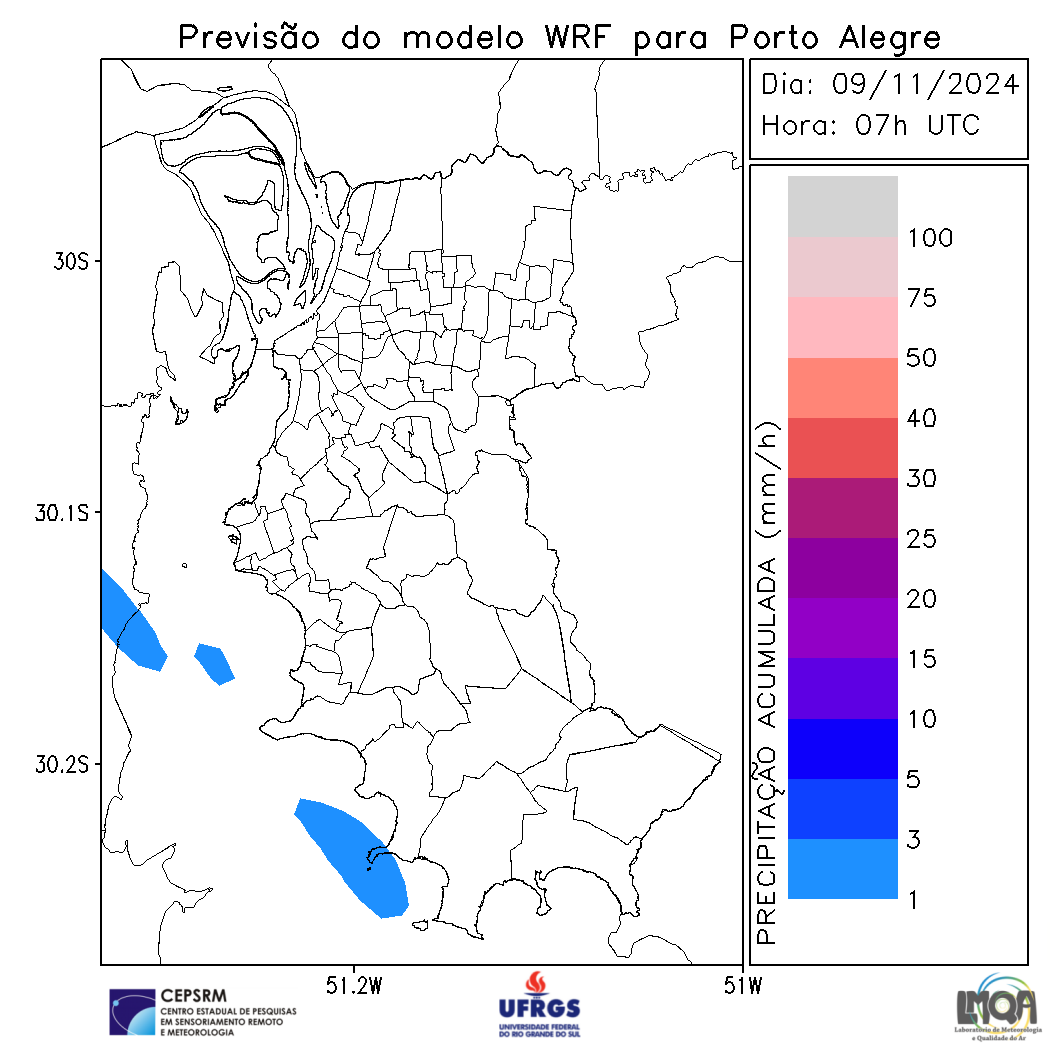 Previsão do modelo WRF para Porto Alegre
Dia: 09/11/2024
Hora: 07h UTC
30S
30.1S
30.2S
51.2W
51W
PRECIPITAÇÃO ACUMULADA (mm/h)
100
75
50
40
30
25
20
15
10
5
3
1
CEPSRM
CENTRO ESTADUAL DE PESQUISAS
EM SENSORIAMENTO REMOTO
E METEOROLOGIA
UFRGS
UNIVERSIDADE FEDERAL
DO RIO GRANDE DO SUL
LMQA
Laboratório de Meteorologia
e Qualidade do Ar